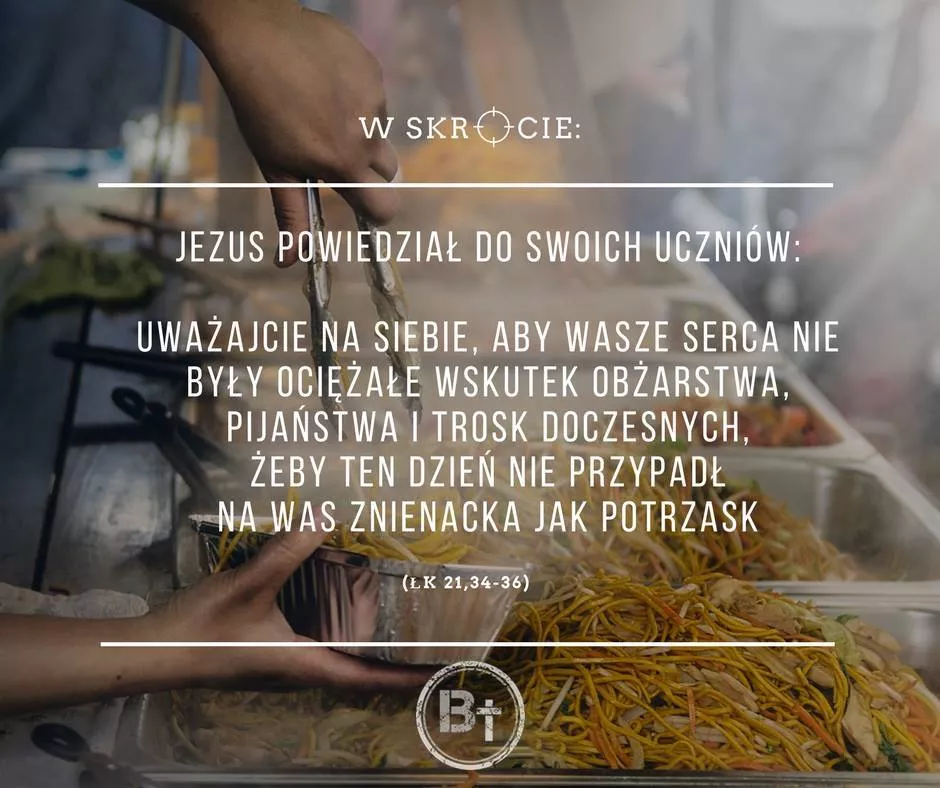 W SKRÓCIE:
JEZUS POWIEDZIAŁ DO SWOICH UCZNIÓW:
UWAŻAJCIE NA SIEBIE, ABY WASZE SERCA NIE
BYŁY OCIĘŻAŁE WSKUTEK OBŻARSTWA,
PIJAŃSTWA I TROSK DOCZESNYCH,
ŻEBY TEN DZIEŃ NIE PRZYPADŁ
NA WAS ZNIENACKA JAK POTRZASK
(ŁK 21,34-36)
B†